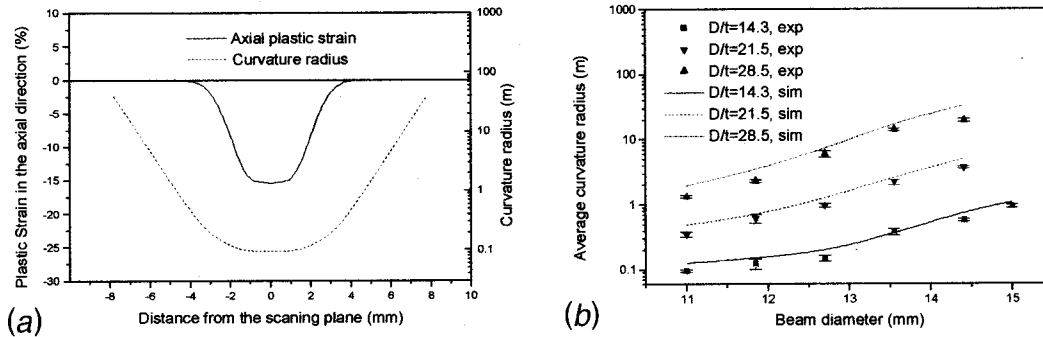 Plastic Strain in the axial direction (%)
15
10
5
0
-5
-10
-15
-20
-25
-30
Axial plastic strain
Curvature radius
1000
100
10
1
0.1
Curvature radius (m)
-8 -6 -4 -2 0 2 4 6 8 10
Distance from the scaning plane (mm)
(a)
Average curvature radius (m)
1000
100
10
1
0.1
D/t=14.3, exp
D/t=21.5, exp
D/t=28.5, exp
D/t=14.3, sim
D/t=21.5, sim
D/t=28.5, sim
11 12 13 14 15
Beam diameter (mm)
(b)